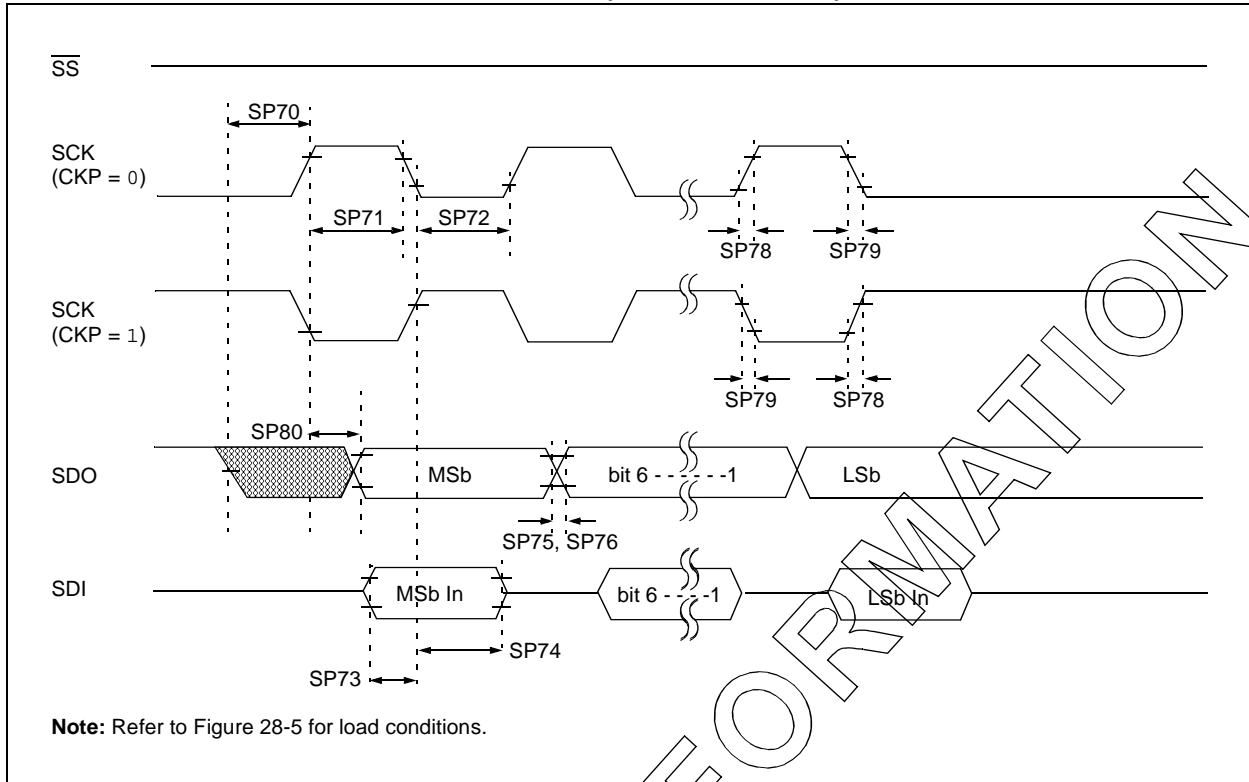 SS
SP70
SCK
(CKP = 0)
SP71
SP72
SP78
SP79
SCK
(CKP = 1)
SP79
SP78
SP80
SDO
MSb
bit 6 - - - - - -1
LSb
SP75, SP76
SDI
MSb In
bit 6 - - - - -1
LSb In
SP74
SP73
Note: Refer to Figure 28-5 for load conditions.
FORMATION